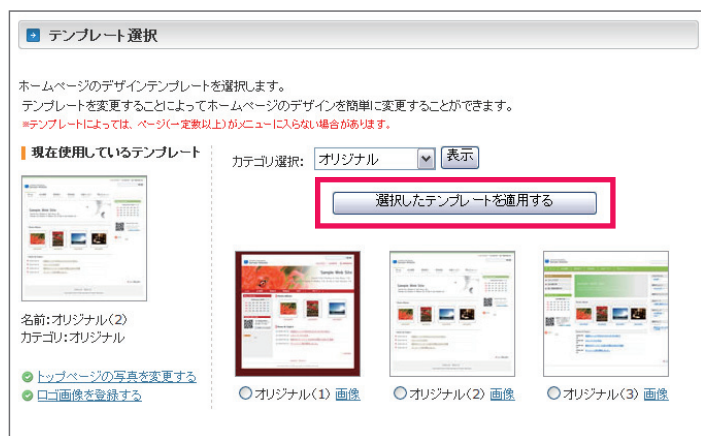 テンプレート選択
ホームページのデザインテンプレートを選択します。
テンプレートを変更することによってホームページのデザインを簡単に変更することができます。
※テンプレートによっては、ページ(一定数以上)がメニューに入らない場合があります。
現在使用しているテンプレート
カテゴリ選択: オリジナル 表示
選択したテンプレートを適用する
Sample Web Site
名前:オリジナル(2)
カテゴリ:オリジナル
トップページの写真を変更する
ロゴ画像を登録する
オリジナル(1) 画像 オリジナル(2) 画像 オリジナル(3) 画像